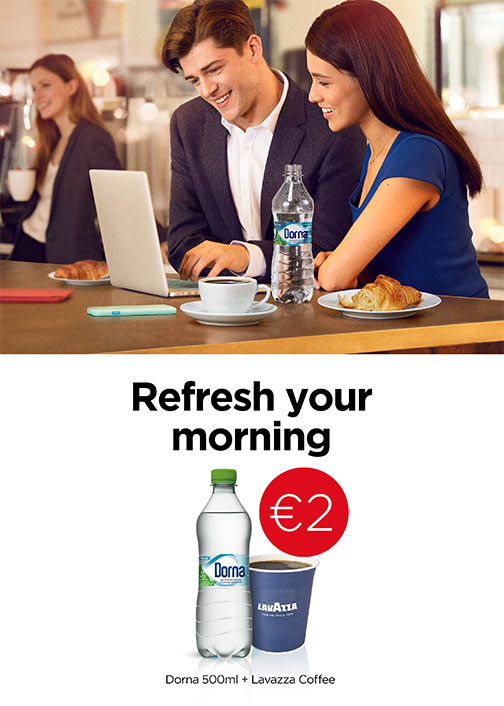 Dorna
Refresh your
morning
€2
Dorna
LAVAZZA
Dorna 500ml + Lavazza Coffee